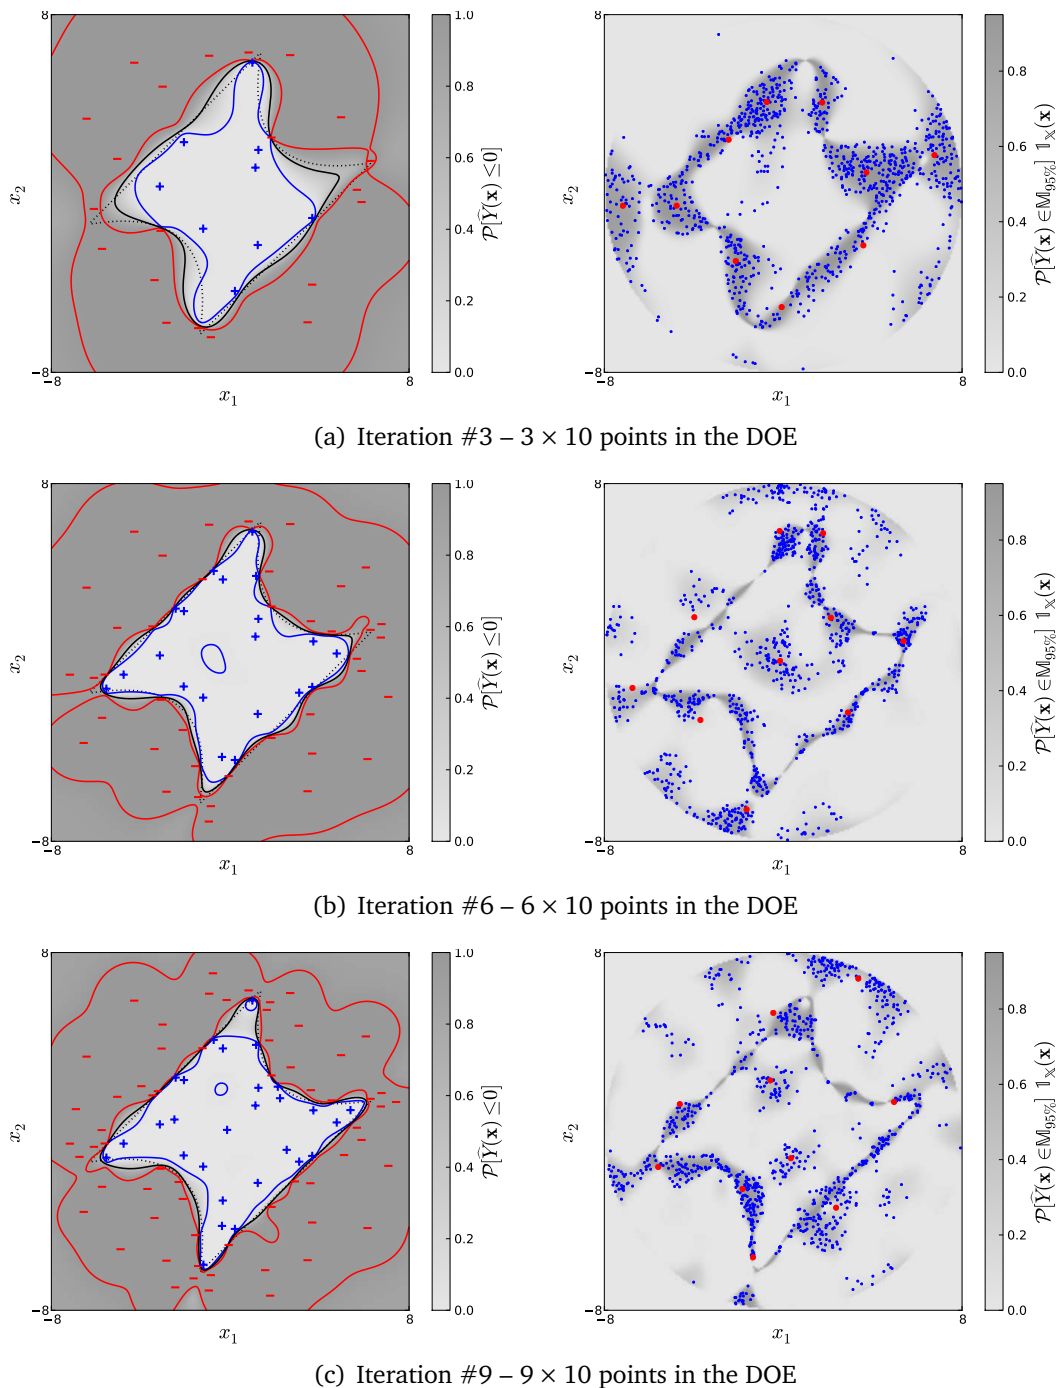 8
x₂
−8
−8
x₁
8
1.0
0.8
0.6
0.4
0.2
0.0
𝒫[Ŷ(𝐱) ≤0]
8
x₂
−8
−8
x₁
8
0.8
0.6
0.4
0.2
0.0
𝒫[Ŷ(𝐱) ∈𝕄₉₅%] 𝟙_𝕏(𝐱)
(a) Iteration #3 – 3 × 10 points in the DOE
8
x₂
−8
−8
x₁
8
1.0
0.8
0.6
0.4
0.2
0.0
𝒫[Ŷ(𝐱) ≤0]
8
x₂
−8
−8
x₁
8
0.8
0.6
0.4
0.2
0.0
𝒫[Ŷ(𝐱) ∈𝕄₉₅%] 𝟙_𝕏(𝐱)
(b) Iteration #6 – 6 × 10 points in the DOE
8
x₂
−8
−8
x₁
8
1.0
0.8
0.6
0.4
0.2
0.0
𝒫[Ŷ(𝐱) ≤0]
8
x₂
−8
−8
x₁
8
0.8
0.6
0.4
0.2
0.0
𝒫[Ŷ(𝐱) ∈𝕄₉₅%] 𝟙_𝕏(𝐱)
(c) Iteration #9 – 9 × 10 points in the DOE